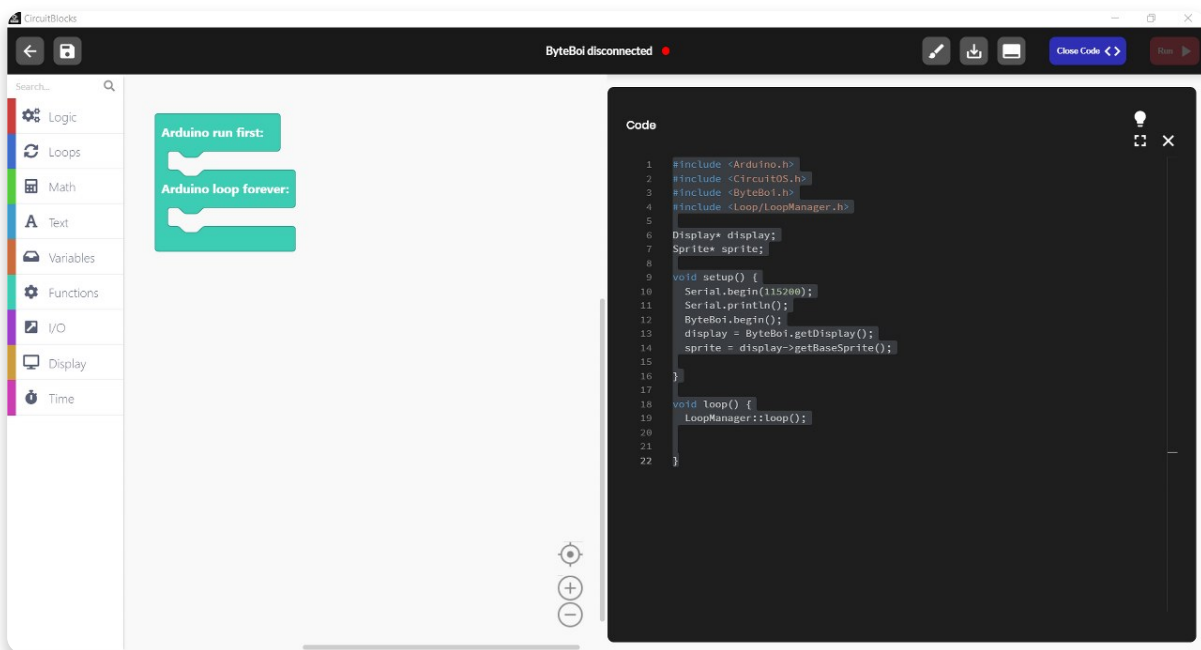 CircuitBlocks
ByteBoi disconnected
Close Code
Run
Search...
Logic
Loops
Math
Text
Variables
Functions
I/O
Display
Time
Arduino run first:
Arduino loop forever:
Code
1 #include <Arduino.h>
2 #include <CircuitOS.h>
3 #include <ByteBoi.h>
4 #include <Loop/LoopManager.h>
5
6 Display* display;
7 Sprite* sprite;
8
9 void setup() {
10 Serial.begin(115200);
11 Serial.println();
12 ByteBoi.begin();
13 display = ByteBoi.getDisplay();
14 sprite = display->getBaseSprite();
15
16 }
17
18 void loop() {
19 LoopManager::loop();
20
21
22 }